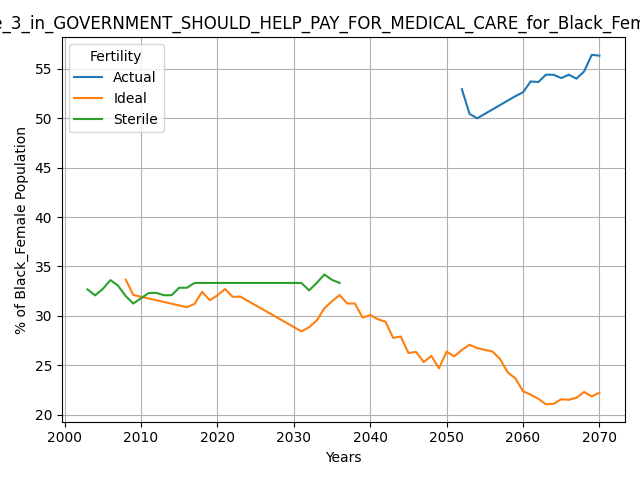 _3_in_GOVERNMENT_SHOULD_HELP_PAY_FOR_MEDICAL_CARE_for_Black_Fem
Fertility
Actual
Ideal
Sterile
% of Black_Female Population
55
50
45
40
35
30
25
20
2000 2010 2020 2030 2040 2050 2060 2070
Years